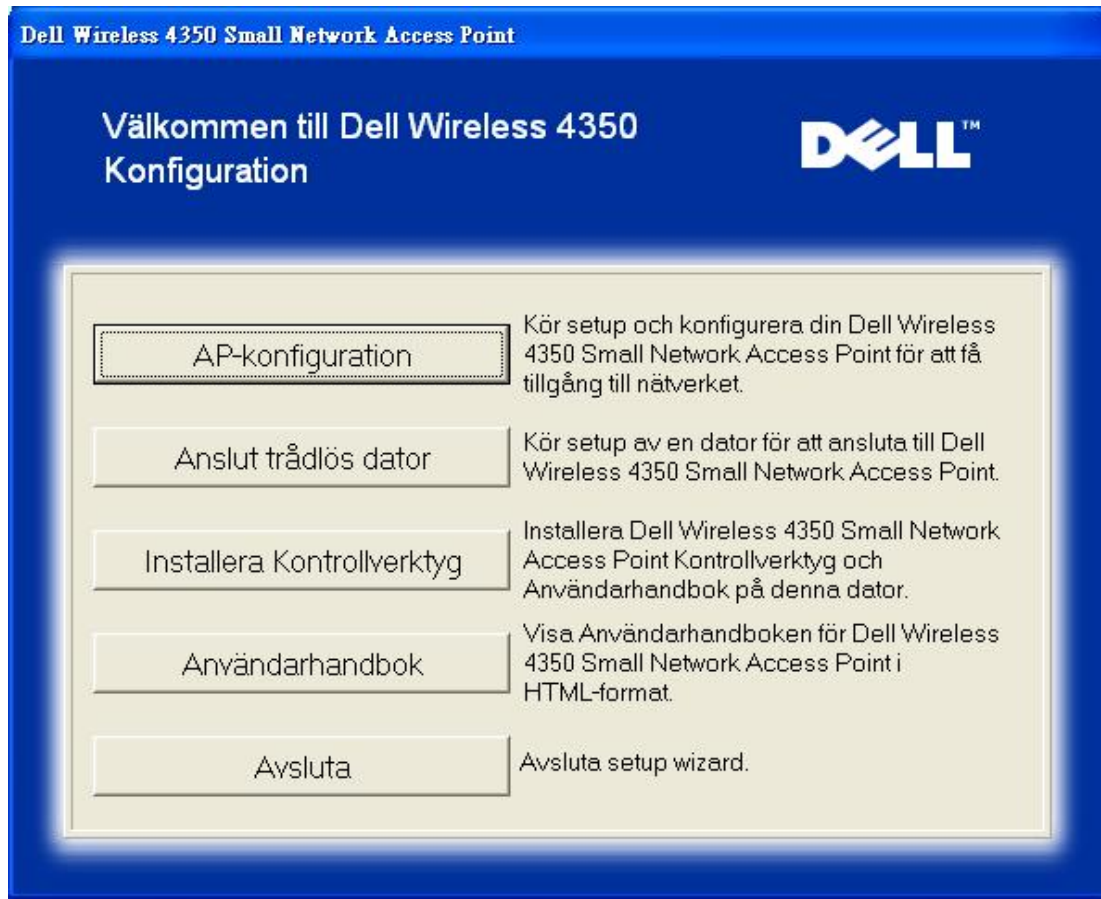 Dell Wireless 4350 Small Network Access Point
Välkommen till Dell Wireless 4350
Konfiguration
DELL™
AP-konfiguration
Kör setup och konfigurera din Dell Wireless
4350 Small Network Access Point för att få
tillgång till nätverket.
Anslut trådlös dator
Kör setup av en dator för att ansluta till Dell
Wireless 4350 Small Network Access Point.
Installera Kontrollverktyg
Installera Dell Wireless 4350 Small Network
Access Point Kontrollverktyg och
Användarhandbok på denna dator.
Användarhandbok
Visa Användarhandboken för Dell Wireless
4350 Small Network Access Point i
HTML-format.
Avsluta
Avsluta setup wizard.